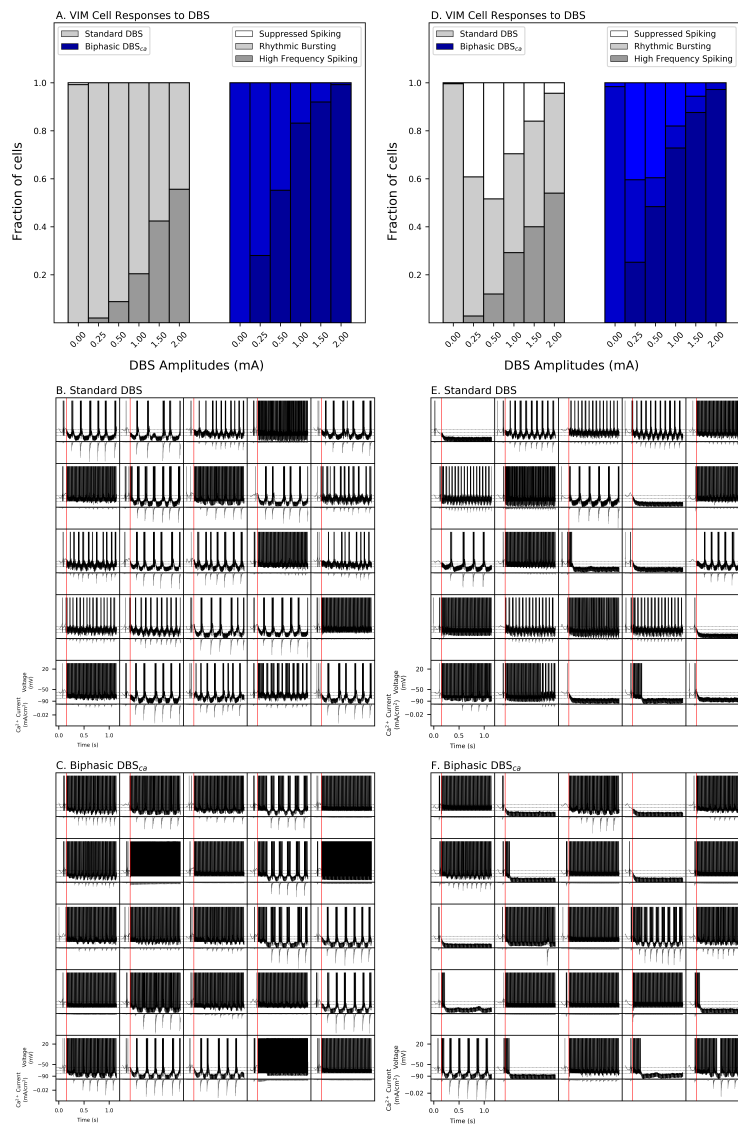 A. VIM Cell Responses to DBS
Standard DBS
Biphasic DBSca
Suppressed Spiking
Rhythmic Bursting
High Frequency Spiking
Fraction of cells
1.0
0.8
0.6
0.4
0.2
0.00 0.25 0.50 1.00 1.50 2.00 0.00 0.25 0.50 1.00 1.50 2.00
DBS Amplitudes (mA)
D. VIM Cell Responses to DBS
Standard DBS
Biphasic DBSca
Suppressed Spiking
Rhythmic Bursting
High Frequency Spiking
Fraction of cells
1.0
0.8
0.6
0.4
0.2
0.00 0.25 0.50 1.00 1.50 2.00 0.00 0.25 0.50 1.00 1.50 2.00
DBS Amplitudes (mA)
B. Standard DBS
Voltage
(mV)
20
−50
−90
Ca2+ Current
(mA/cm2)
−0.02
0.0 0.5 1.0
Time (s)
E. Standard DBS
Voltage
(mV)
20
−50
−90
Ca2+ Current
(mA/cm2)
−0.02
0.0 0.5 1.0
Time (s)
C. Biphasic DBSca
Voltage
(mV)
20
−50
−90
Ca2+ Current
(mA/cm2)
−0.02
0.0 0.5 1.0
Time (s)
F. Biphasic DBSca
Voltage
(mV)
20
−50
−90
Ca2+ Current
(mA/cm2)
−0.02
0.0 0.5 1.0
Time (s)